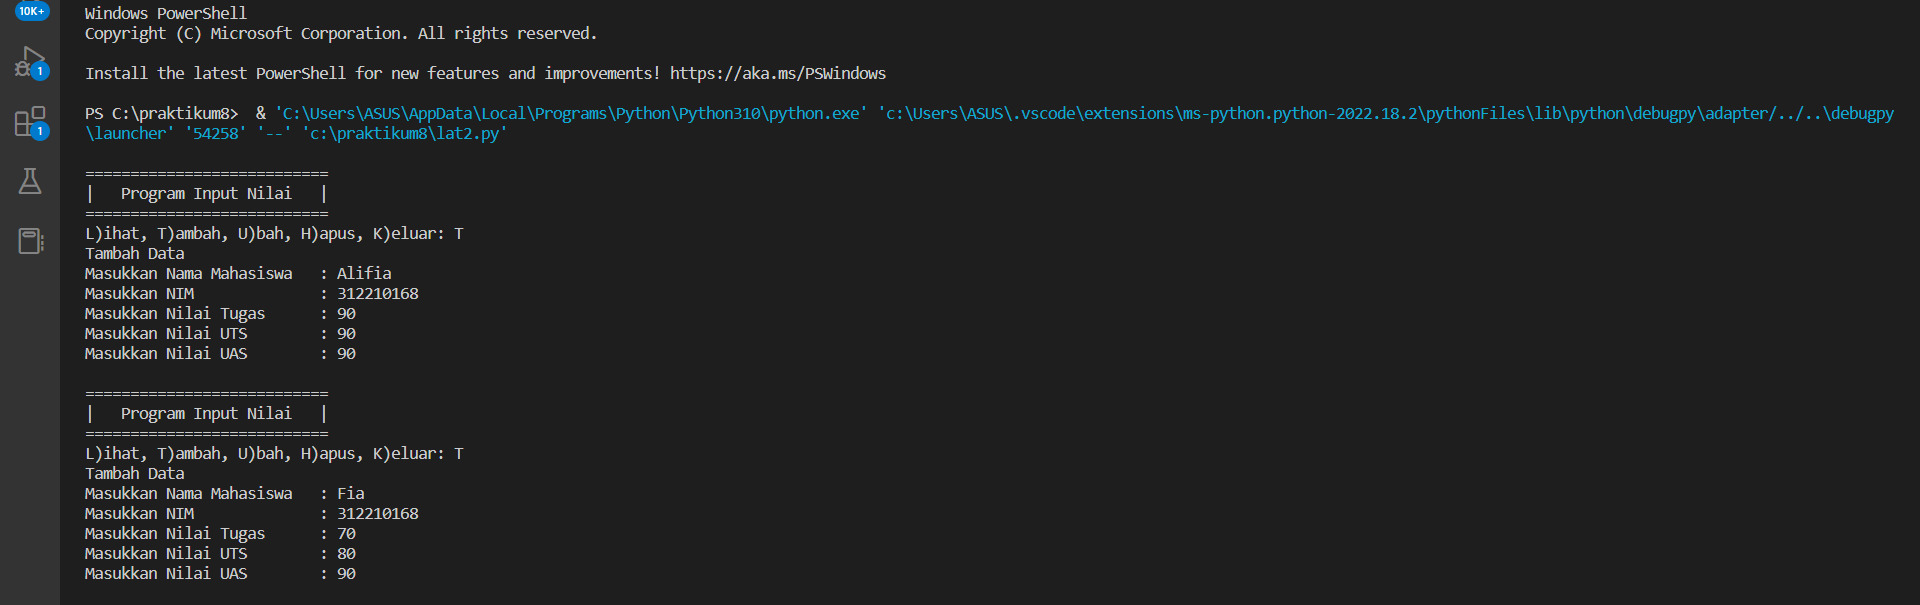 10K+
Windows PowerShell
Copyright (C) Microsoft Corporation. All rights reserved.
Install the latest PowerShell for new features and improvements! https://aka.ms/PSWindows
PS C:\praktikum8>  & 'C:\Users\ASUS\AppData\Local\Programs\Python\Python310\python.exe' 'c:\Users\ASUS\.vscode\extensions\ms-python.python-2022.18.2\pythonFiles\lib\python\debugpy\adapter/../..\debugpy
\launcher' '54258' '--' 'c:\praktikum8\lat2.py'
1
1
===========================
|   Program Input Nilai   |
===========================
L)ihat, T)ambah, U)bah, H)apus, K)eluar: T
Tambah Data
Masukkan Nama Mahasiswa   : Alifia
Masukkan NIM              : 312210168
Masukkan Nilai Tugas      : 90
Masukkan Nilai UTS        : 90
Masukkan Nilai UAS        : 90
===========================
|   Program Input Nilai   |
===========================
L)ihat, T)ambah, U)bah, H)apus, K)eluar: T
Tambah Data
Masukkan Nama Mahasiswa   : Fia
Masukkan NIM              : 312210168
Masukkan Nilai Tugas      : 70
Masukkan Nilai UTS        : 80
Masukkan Nilai UAS        : 90